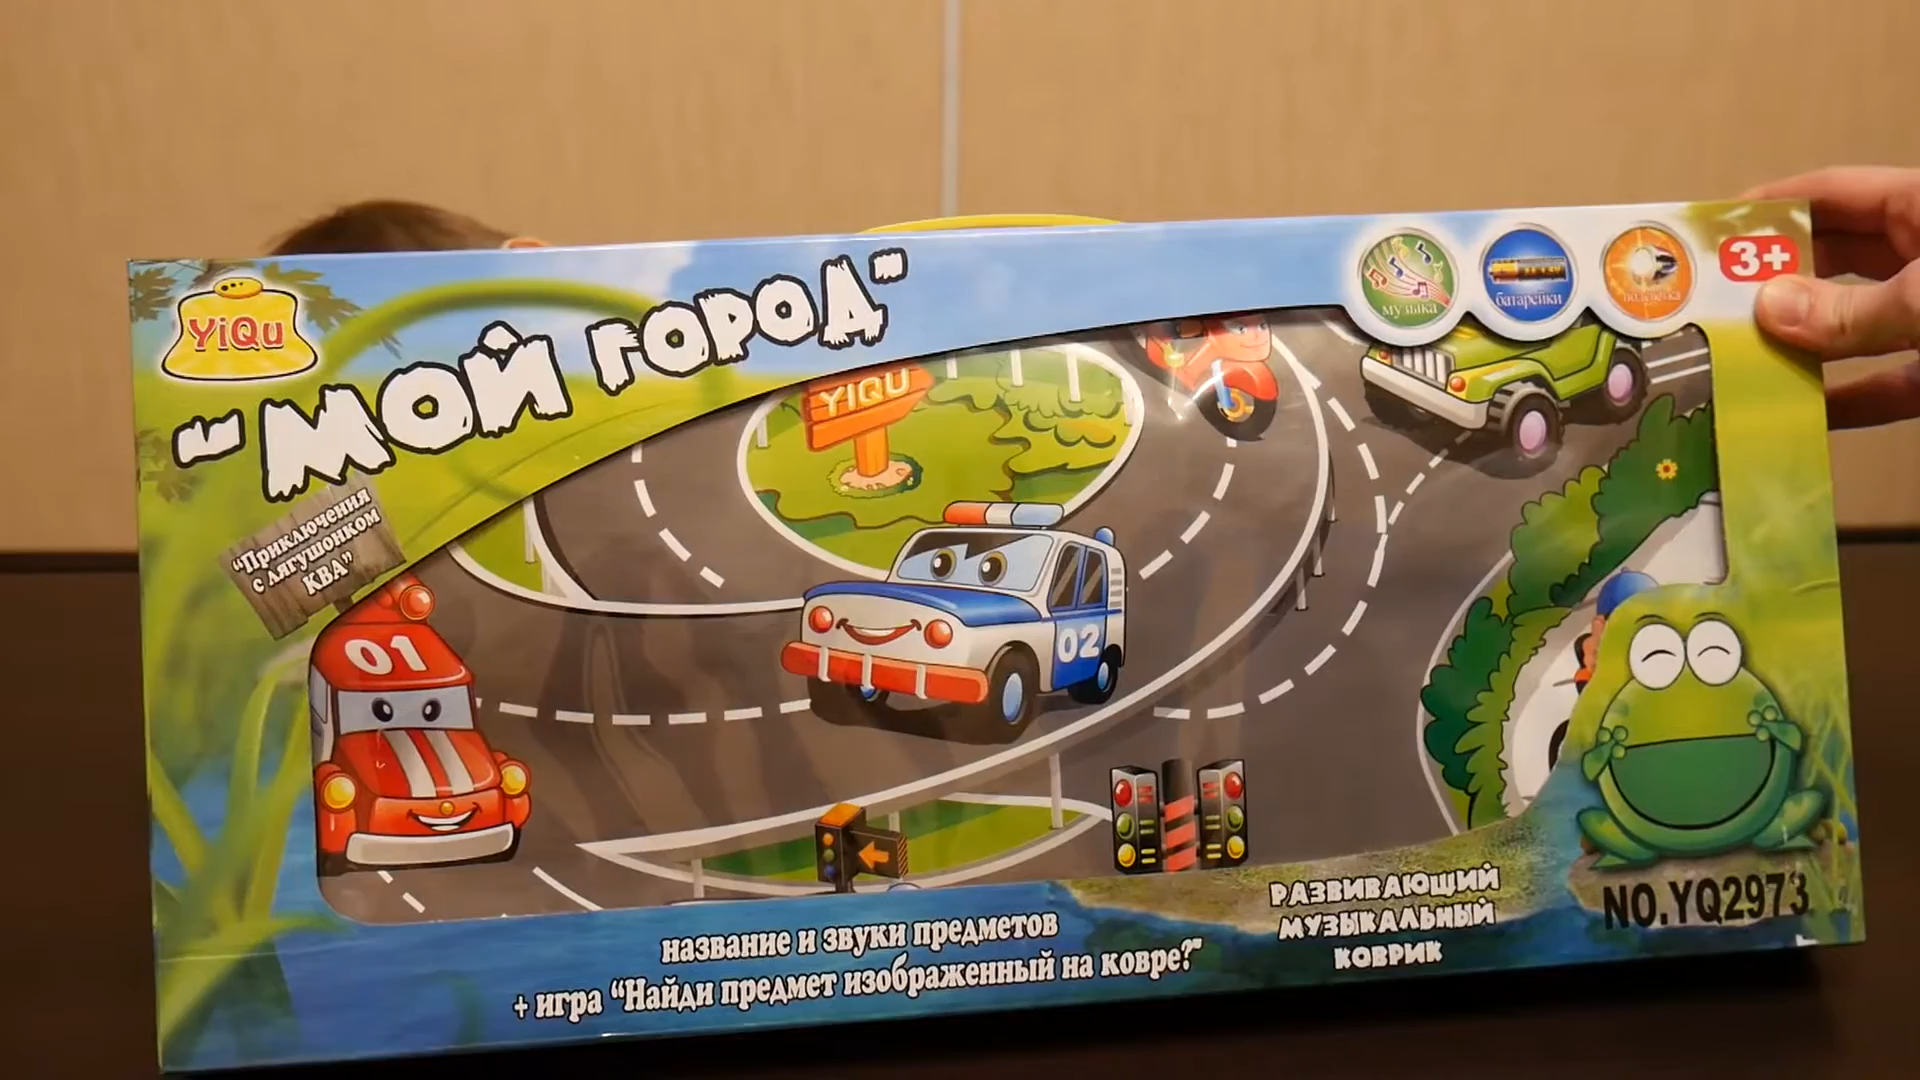 YiQu
"МОЙ ГОРОД"
музыка
батарейки
подсветка
3+
"Приключения
с лягушонком
КВА"
YIQU
01
02
название и звуки предметов
+ игра "Найди предмет изображенный на ковре?"
РАЗВИВАЮЩИЙ
МУЗЫКАЛЬНЫЙ
КОВРИК
NO.YQ2973